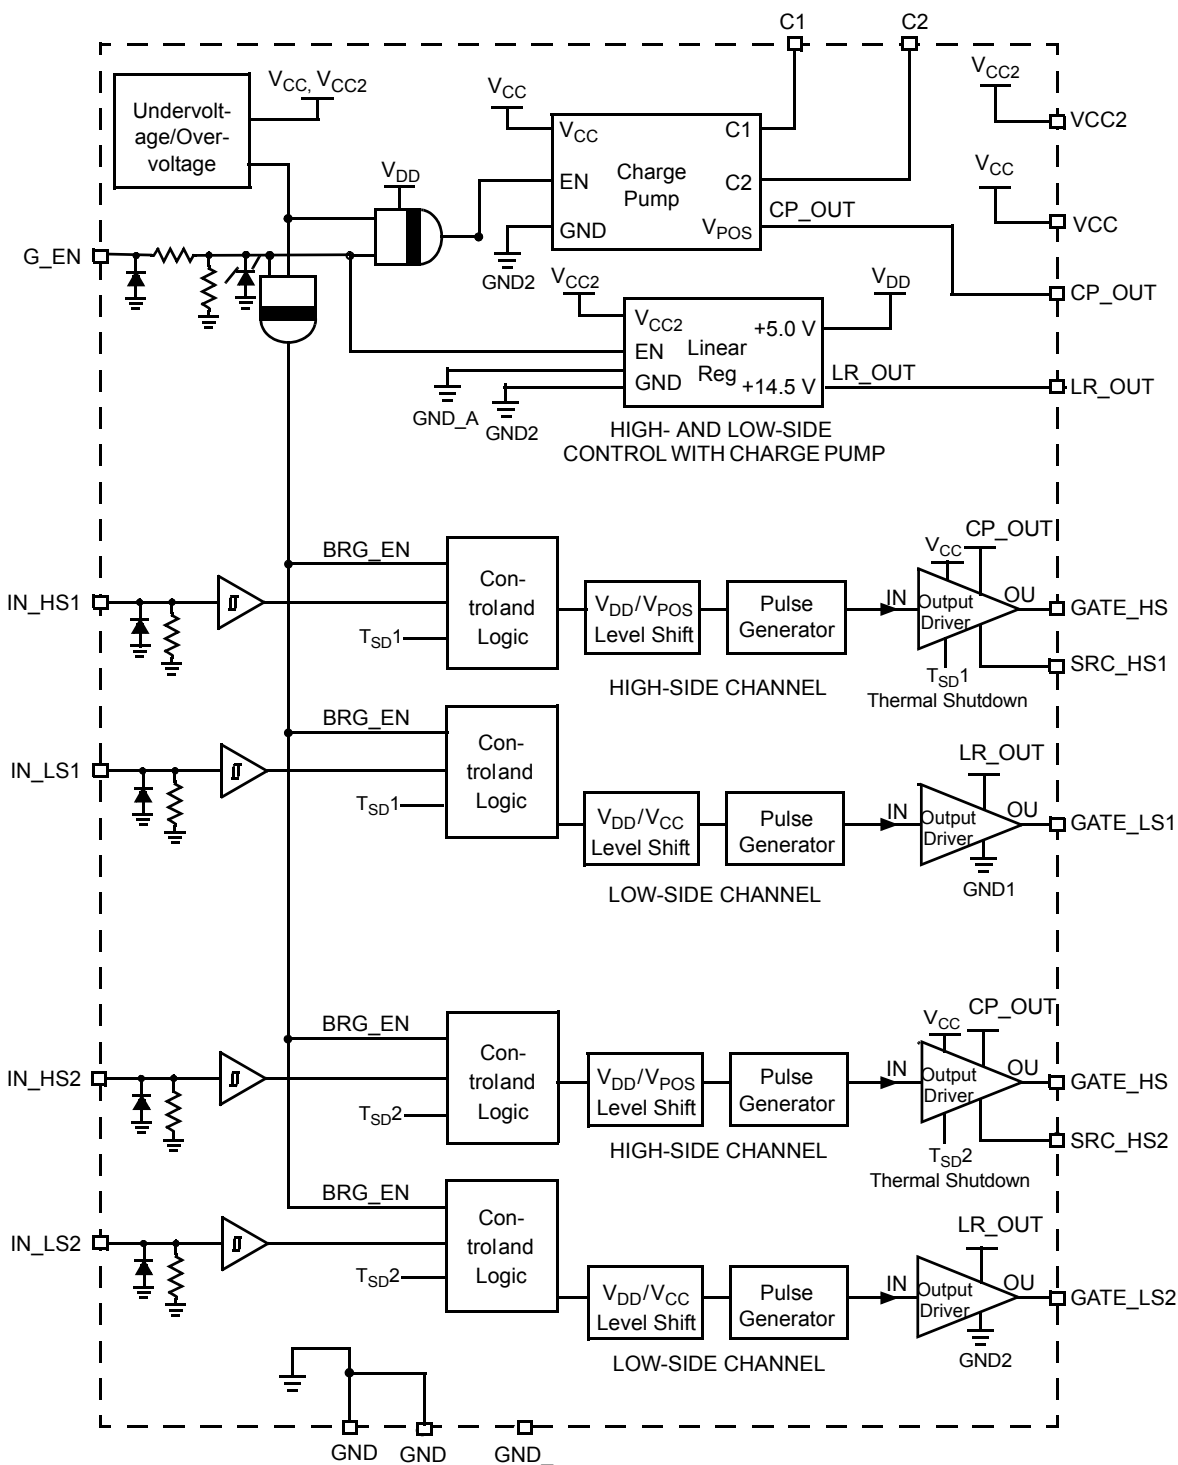 C1 C2
VCC, VCC2
VCC
VCC2
Undervolt-
age/Over-
voltage
VCC
C1
VCC2
Charge
Pump
EN
C2
VDD
VCC
CP_OUT
GND
VPOS
VCC
G_EN
GND2
VCC2
VDD
CP_OUT
VCC2
+5.0 V
EN
Linear
Reg
GND
+14.5 V
LR_OUT
LR_OUT
GND_A
GND2
HIGH- AND LOW-SIDE
CONTROL WITH CHARGE PUMP
CP_OUT
VCC
BRG_EN
Con-
troland
Logic
IN_HS1
VDD/VPOS
Level Shift
Pulse
Generator
IN
Output
Driver
OU
GATE_HS
TSD1
SRC_HS1
TSD1
Thermal Shutdown
HIGH-SIDE CHANNEL
BRG_EN
Con-
troland
Logic
LR_OUT
IN_LS1
TSD1
VDD/VCC
Level Shift
Pulse
Generator
IN
Output
Driver
OU
GATE_LS1
GND1
LOW-SIDE CHANNEL
CP_OUT
VCC
BRG_EN
Con-
troland
Logic
IN_HS2
VDD/VPOS
Level Shift
Pulse
Generator
IN
Output
Driver
OU
GATE_HS
TSD2
SRC_HS2
TSD2
Thermal Shutdown
HIGH-SIDE CHANNEL
BRG_EN
Con-
troland
Logic
LR_OUT
IN_LS2
TSD2
VDD/VCC
Level Shift
Pulse
Generator
IN
Output
Driver
OU
GATE_LS2
GND2
LOW-SIDE CHANNEL
GND GND GND_